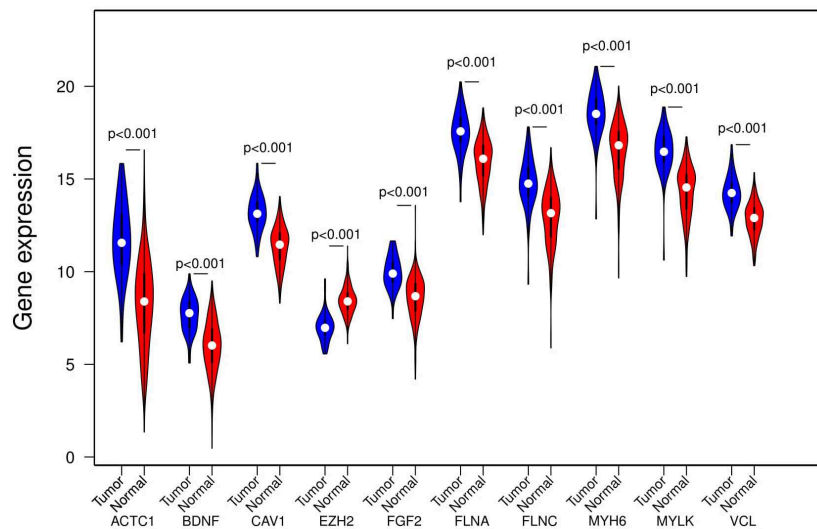 Gene expression
20
15
10
5
0
p<0.001
p<0.001
p<0.001
p<0.001
p<0.001
p<0.001
p<0.001
p<0.001
p<0.001
p<0.001
Tumor Normal Tumor Normal Tumor Normal Tumor Normal Tumor Normal Tumor Normal Tumor Normal Tumor Normal Tumor Normal Tumor Normal
ACTC1 BDNF CAV1 EZH2 FGF2 FLNA FLNC MYH6 MYLK VCL